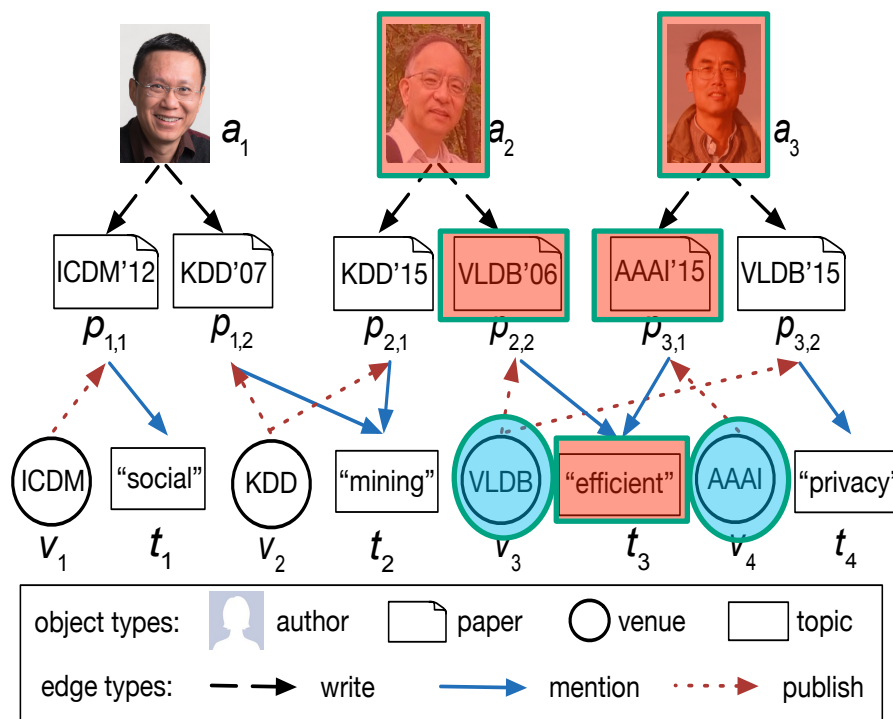 a1 a2 a3
ICDM'12 KDD'07 KDD'15 VLDB'06 AAAI'15 VLDB'15
p1,1 p1,2 p2,1 p2,2 p3,1 p3,2
ICDM “social” KDD “mining” VLDB “efficient” AAAI “privacy”
v1 t1 v2 t2 v3 t3 v4 t4
object types: author paper venue topic
edge types: write mention publish